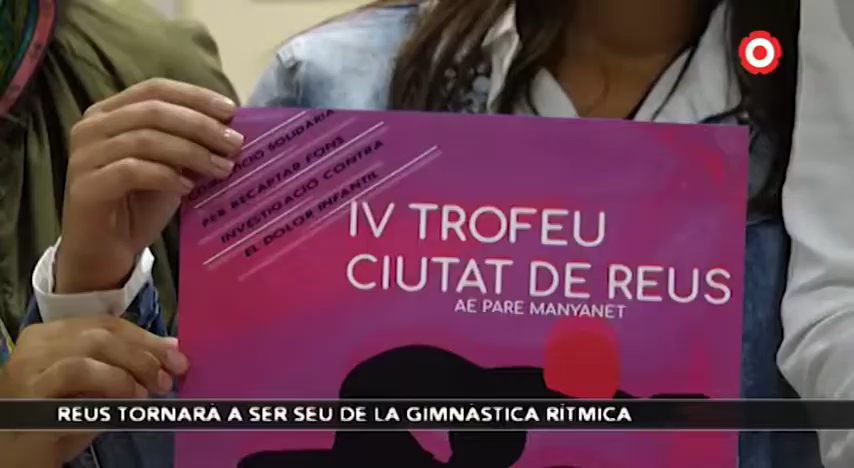 COMPETICIÓ SOLIDÀRIA
PER RECAPTAR FONS
INVESTIGACIÓ CONTRA
EL DOLOR INFANTIL
IV TROFEU
CIUTAT DE REUS
AE PARE MANYANET
REUS TORNARÀ A SER SEU DE LA GIMNÀSTICA RÍTMICA